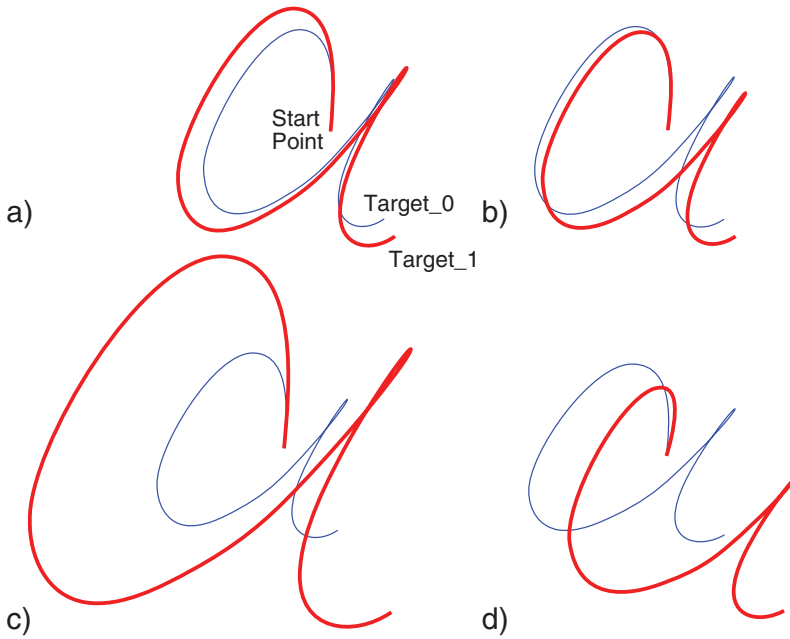 Start
Point
a)
Target_0
b)
Target_1
c)
d)